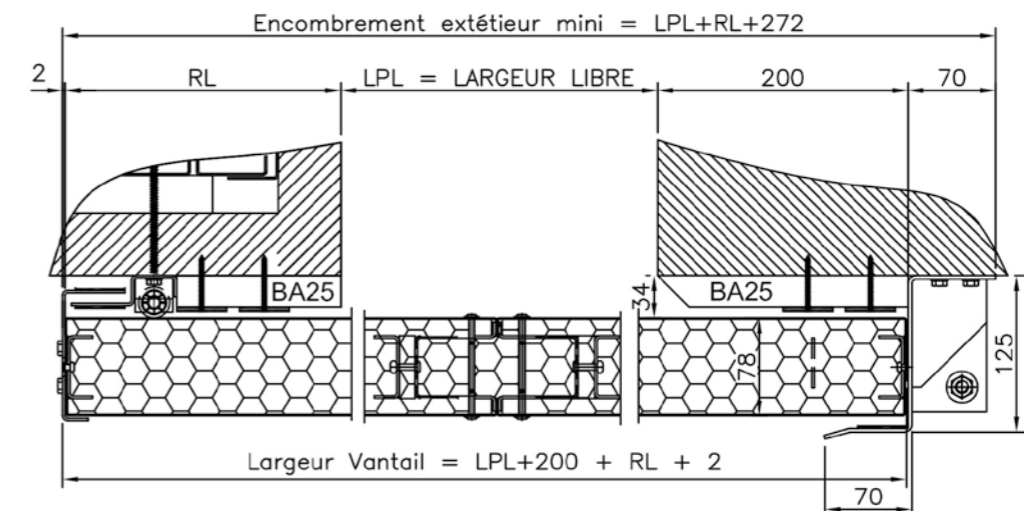 Encombrement extétieur mini = LPL+RL+272
2 RL LPL = LARGEUR LIBRE 200 70
BA25 BA25
34
78
125
Largeur Vantail = LPL+200 + RL + 2
70